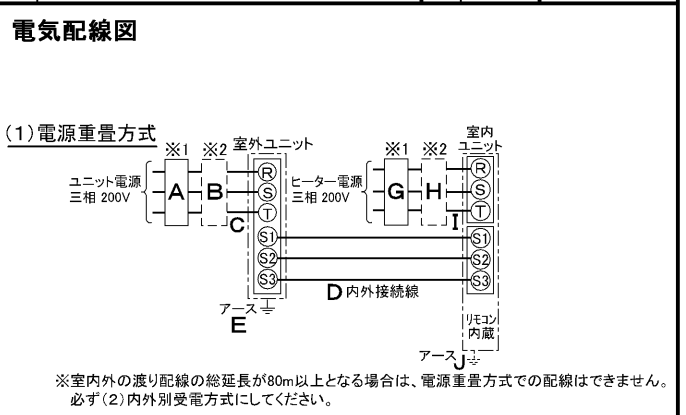 電気配線図
(1)電源重畳方式
※1 ※2 室外ユニット ※1 ※2 室内ユニット
ユニット電源 三相 200V
A B
R
S
T
C
ヒーター電源 三相 200V
G H
R
S
T
I
S1 S1
S2 S2
S3 S3
D 内外接続線
アース E
リモコン内蔵
アース J
※室内外の渡り配線の総延長が80m以上となる場合は、電源重畳方式での配線はできません。
必ず(2)内外別受電方式にしてください。